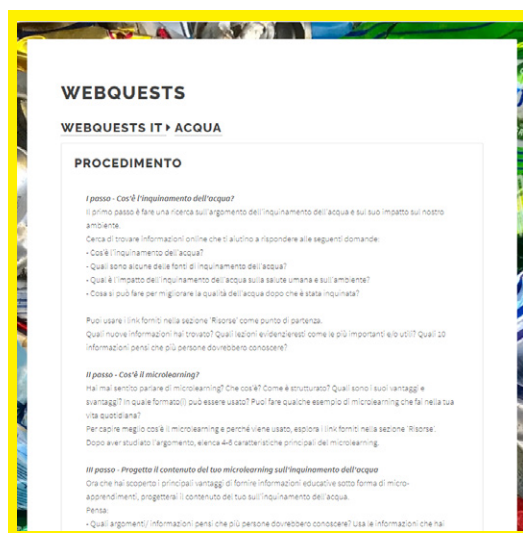 WEBQUESTS
WEBQUESTS IT ▸ ACQUA
PROCEDIMENTO
I passo - Cos'è l'inquinamento dell'acqua?
Il primo passo è fare una ricerca sull'argomento dell'inquinamento dell'acqua e sul suo impatto sul nostro
ambiente.
Cerca di trovare informazioni online che ti aiutino a rispondere alle seguenti domande:
- Cos'è l'inquinamento dell'acqua?
- Quali sono alcune delle fonti di inquinamento dell'acqua?
- Qual è l'impatto dell'inquinamento dell'acqua sulla salute umana e sull'ambiente?
- Cosa si può fare per migliorare la qualità dell'acqua dopo che è stata inquinata?
Puoi usare i link forniti nella sezione 'Risorse' come punto di partenza.
Quali nuove informazioni hai trovato? Quali lezioni evidenzieresti come le più importanti e/o utili? Quali 10
informazioni pensi che più persone dovrebbero conoscere?
II passo - Cos'è il microlearning?
Hai mai sentito parlare di microlearning? Che cos'è? Come è strutturato? Quali sono i suoi vantaggi e
svantaggi? In quale formato(i) può essere usato? Puoi fare qualche esempio di microlearning che fai nella tua
vita quotidiana?
Per capire meglio cos'è il microlearning e perché viene usato, esplora i link forniti nella sezione 'Risorse'.
Dopo aver studiato l'argomento, elenca 4-8 caratteristiche principali del microlearning.
III passo - Progetta il contenuto del tuo microlearning sull'inquinamento dell'acqua
Ora che hai scoperto i principali vantaggi di fornire informazioni educative sotto forma di micro-
apprendimenti, progetterai il contenuto del tuo sull'inquinamento dell'acqua.
Pensa:
- Quali argomenti/ informazioni pensi che più persone dovrebbero conoscere? Usa le informazioni che hai